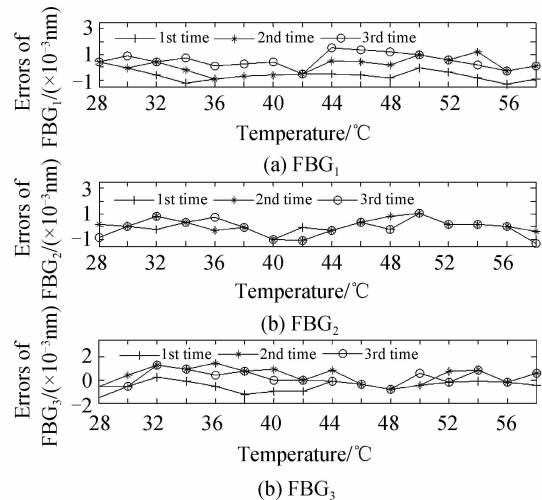 Errors of
FBG₁/(×10⁻³nm)
3
1
−1
1st time 2nd time 3rd time
28 32 36 40 44 48 52 56
Temperature/℃
(a) FBG₁
Errors of
FBG₂/(×10⁻³nm)
3
1
−1
1st time 2nd time 3rd time
28 32 36 40 44 48 52 56
Temperature/℃
(b) FBG₂
Errors of
FBG₃/(×10⁻³nm)
2
0
1st time 2nd time 3rd time
28 32 36 40 44 48 52 56
Temperature/℃
(b) FBG₃